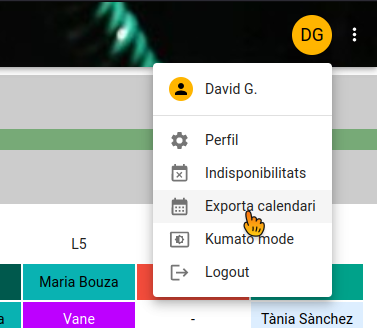 DG
David G.
Perfil
Indisponibilitats
Exporta calendari
Kumato mode
Logout
L5
Maria Bouza
Vane
-
Tània Sànchez